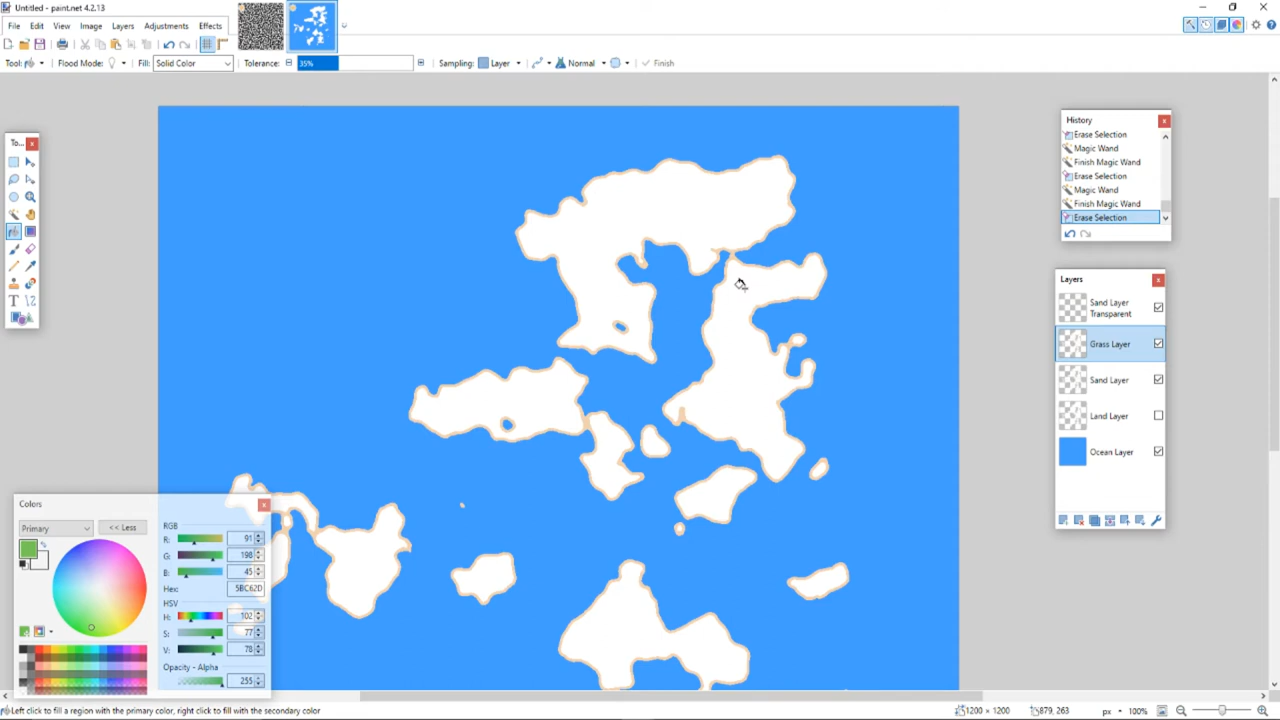 Untitled - paint.net 4.2.13
File Edit View Image Layers Adjustments Effects
Tool: Flood Mode: Fill: Solid Color Tolerance: 35% Sampling: Layer Normal Finish
To...
History
Erase Selection
Magic Wand
Finish Magic Wand
Erase Selection
Magic Wand
Finish Magic Wand
Erase Selection
Layers
Sand Layer
Transparent
Grass Layer
Sand Layer
Land Layer
Ocean Layer
Colors
Primary << Less
RGB
R: 91
G: 198
B: 45
Hex: 5BC62D
HSV
H: 102
S: 77
V: 78
Opacity - Alpha
255
Left click to fill a region with the primary color, right click to fill with the secondary color 1200 × 1200 879, 263 px 100%